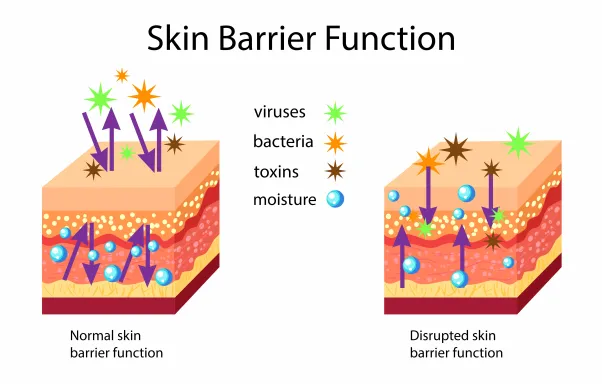 Skin Barrier Function
viruses
bacteria
toxins
moisture
Normal skin
barrier function
Disrupted skin
barrier function